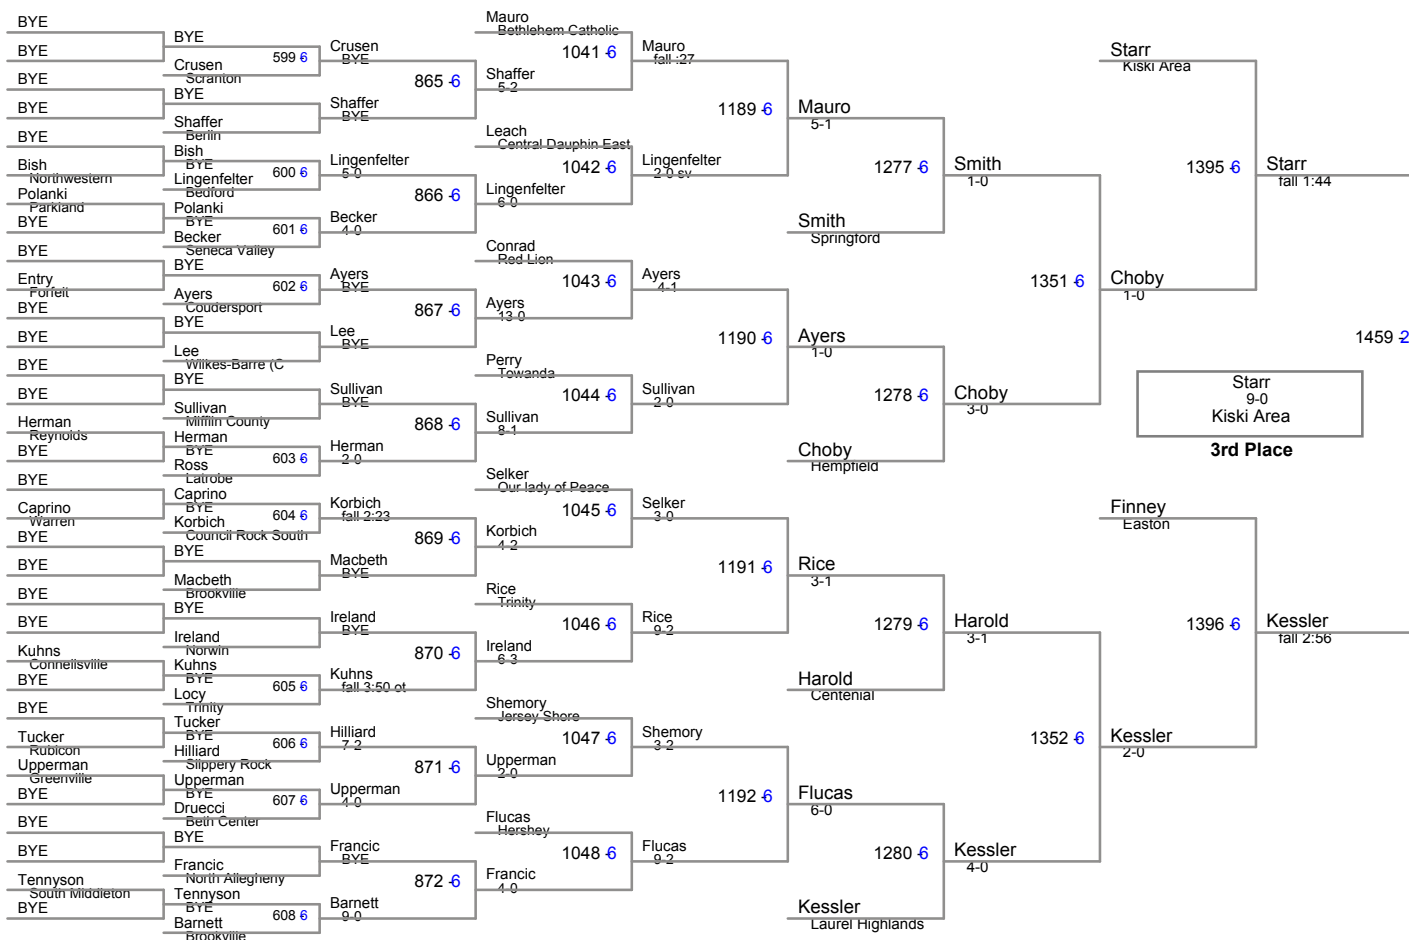 BYE
BYE
BYE
BYE
BYE
Bish
Northwestern
Polanki
Parkland
BYE
BYE
Entry
Forfeit
BYE
BYE
BYE
BYE
Herman
Reynolds
BYE
BYE
Caprino
Warren
BYE
BYE
BYE
BYE
Kuhns
Connellsville
BYE
BYE
Tucker
Rubicon
Upperman
Greenville
BYE
BYE
BYE
Tennyson
South Middleton
BYE
BYE
599 6
Crusen
Scranton
BYE
Shaffer
Berlin
Bish
BYE
600 6
Lingenfelter
Bedford
Polanki
BYE
601 6
Becker
Seneca Valley
BYE
602 6
Ayers
Coudersport
BYE
Lee
Wilkes-Barre (C
BYE
Sullivan
Mifflin County
Herman
BYE
603 6
Ross
Latrobe
Caprino
BYE
604 6
Korbich
Council Rock South
BYE
Macbeth
Brookville
BYE
Ireland
Norwin
Kuhns
BYE
605 6
Locy
Trinity
Tucker
BYE
606 6
Hilliard
Slippery Rock
Upperman
BYE
607 6
Druecci
Beth Center
BYE
Francic
North Allegheny
Tennyson
BYE
608 6
Barnett
Brookville
Crusen
BYE
865 -6
Shaffer
BYE
Lingenfelter
5-0
866 -6
Becker
4-0
Ayers
BYE
867 -6
Lee
BYE
Sullivan
BYE
868 -6
Herman
2-0
Korbich
fall 2:23
869 -6
Macbeth
BYE
Ireland
BYE
870 -6
Kuhns
fall 3:50 ot
Hilliard
7-2
871 -6
Upperman
4-0
Francic
BYE
872 -6
Barnett
9-0
Mauro
Bethlehem Catholic
1041 -6
Shaffer
5-2
Leach
Central Dauphin East
1042 -6
Lingenfelter
6-0
Conrad
Red Lion
1043 -6
Ayers
13-0
Perry
Towanda
1044 -6
Sullivan
8-1
Selker
Our lady of Peace
1045 -6
Korbich
4-2
Rice
Trinity
1046 -6
Ireland
6-3
Shemory
Jersey Shore
1047 -6
Upperman
2-0
Flucas
Hershey
1048 -6
Francic
4-0
Mauro
fall :27
1189 -6
Lingenfelter
2-0 sv
Ayers
4-1
1190 -6
Sullivan
2-0
Selker
3-0
1191 -6
Rice
9-2
Shemory
3-2
1192 -6
Flucas
9-2
Mauro
5-1
1277 -6
Smith
Springford
Ayers
1-0
1278 -6
Choby
Hempfield
Rice
3-1
1279 -6
Harold
Centenial
Flucas
6-0
1280 -6
Kessler
Laurel Highlands
Smith
1-0
1351 -6
Choby
3-0
Harold
3-1
1352 -6
Kessler
4-0
Starr
Kiski Area
1395 -6
Choby
1-0
Finney
Easton
1396 -6
Kessler
2-0
Starr
fall 1:44
1459 -2
Kessler
fall 2:56
Starr
9-0
Kiski Area
3rd Place